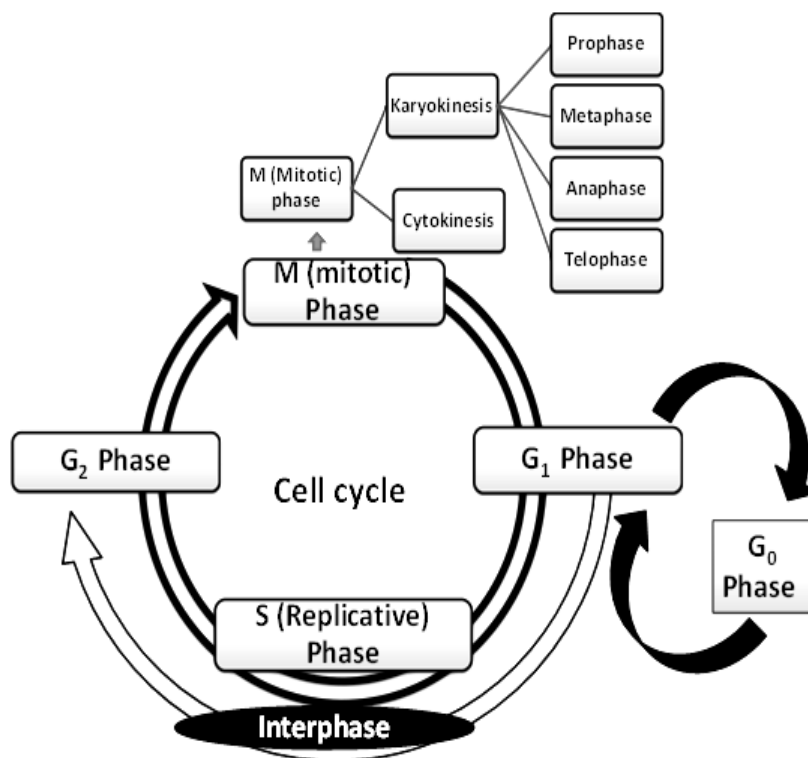 Prophase
Karyokinesis
Metaphase
M (Mitotic)
phase
Anaphase
Cytokinesis
Telophase
M (mitotic)
Phase
G₂ Phase
G₁ Phase
Cell cycle
G₀
Phase
S (Replicative)
Phase
Interphase